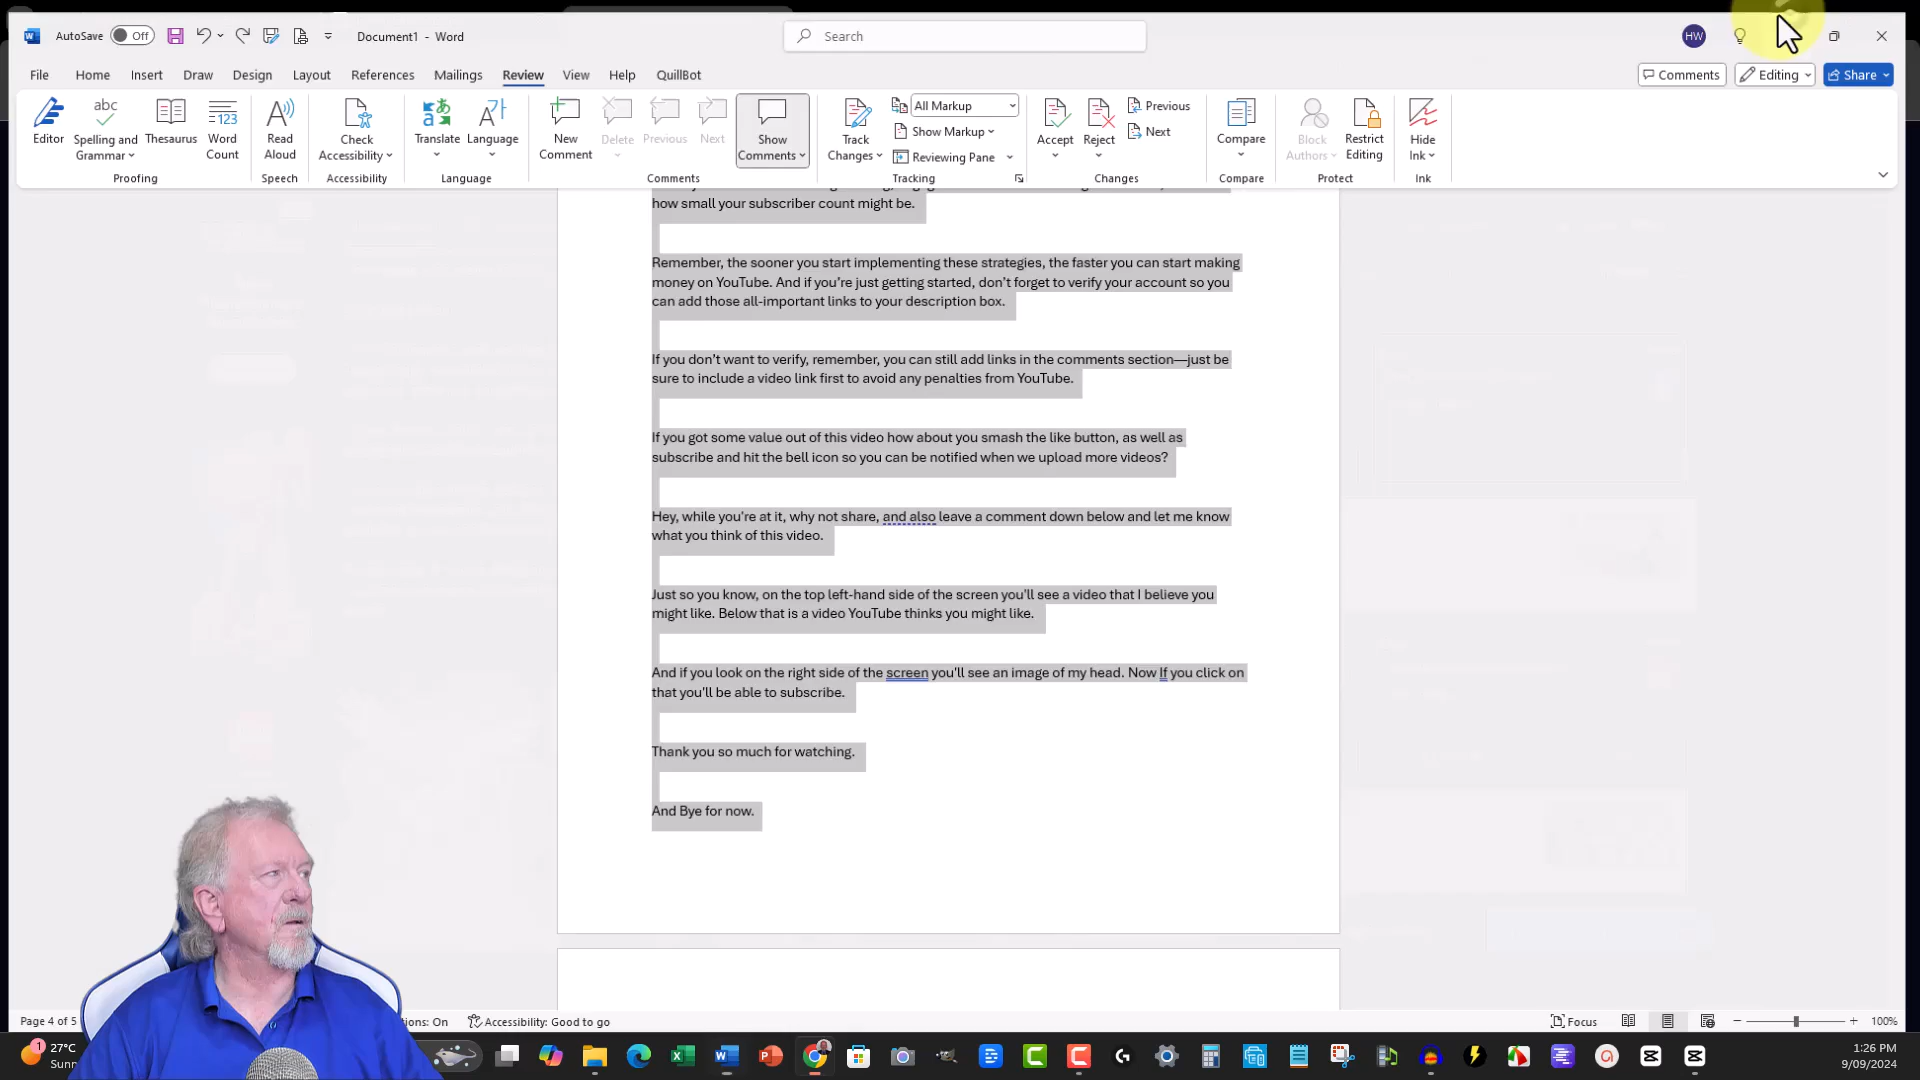 AutoSave Off Document1 - Word Search HW
File Home Insert Draw Design Layout References Mailings Review View Help QuillBot Comments Editing Share
Editor
Spelling and Grammar
Thesaurus
Word Count
Proofing
Read Aloud
Speech
Check Accessibility
Accessibility
Translate
Language
Language
New Comment
Delete
Previous
Next
Show Comments
Comments
Track Changes
All Markup
Show Markup
Reviewing Pane
Tracking
Accept
Reject
Previous
Next
Changes
Compare
Compare
Block Authors
Restrict Editing
Protect
Hide Ink
Ink
how small your subscriber count might be.
Remember, the sooner you start implementing these strategies, the faster you can start making
money on YouTube. And if you’re just getting started, don’t forget to verify your account so you
can add those all-important links to your description box.
If you don’t want to verify, remember, you can still add links in the comments section—just be
sure to include a video link first to avoid any penalties from YouTube.
If you got some value out of this video how about you smash the like button, as well as
subscribe and hit the bell icon so you can be notified when we upload more videos?
Hey, while you're at it, why not share, and also leave a comment down below and let me know
what you think of this video.
Just so you know, on the top left-hand side of the screen you'll see a video that I believe you
might like. Below that is a video YouTube thinks you might like.
And if you look on the right side of the screen you'll see an image of my head. Now If you click on
that you'll be able to subscribe.
Thank you so much for watching.
And Bye for now.
Page 4 of 5 : On Accessibility: Good to go Focus 100%
1 27°C
Sunn
1:26 PM
9/09/2024